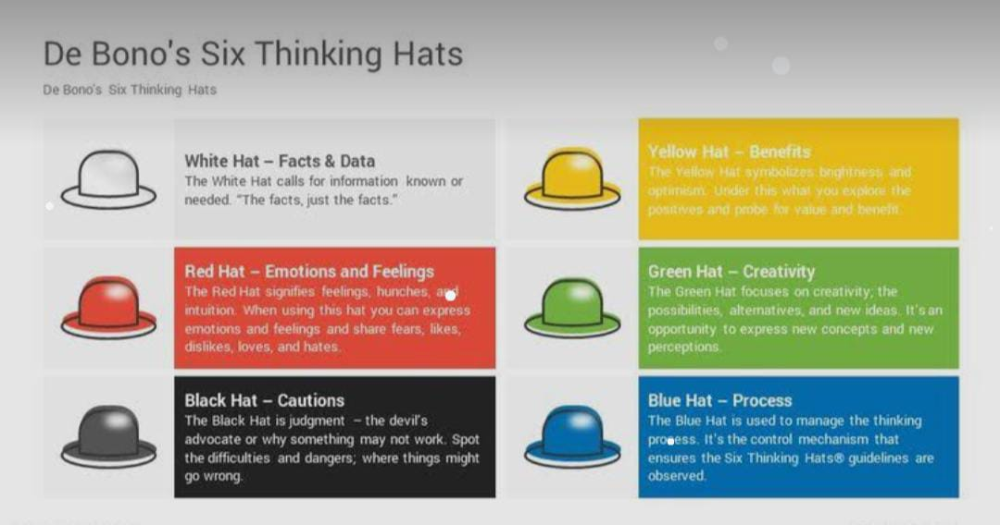 De Bono's Six Thinking Hats
De Bono's Six Thinking Hats
White Hat – Facts & Data
The White Hat calls for information known or
needed. "The facts, just the facts."
Yellow Hat – Benefits
The Yellow Hat symbolizes brightness and
optimism. Under this what you explore the
positives and probe for value and benefit.
Red Hat – Emotions and Feelings
The Red Hat signifies feelings, hunches, and
intuition. When using this hat you can express
emotions and feelings and share fears, likes,
dislikes, loves, and hates.
Green Hat – Creativity
The Green Hat focuses on creativity; the
possibilities, alternatives, and new ideas. It's an
opportunity to express new concepts and new
perceptions.
Black Hat – Cautions
The Black Hat is judgment – the devil's
advocate or why something may not work. Spot
the difficulties and dangers; where things might
go wrong.
Blue Hat – Process
The Blue Hat is used to manage the thinking
process. It's the control mechanism that
ensures the Six Thinking Hats® guidelines are
observed.